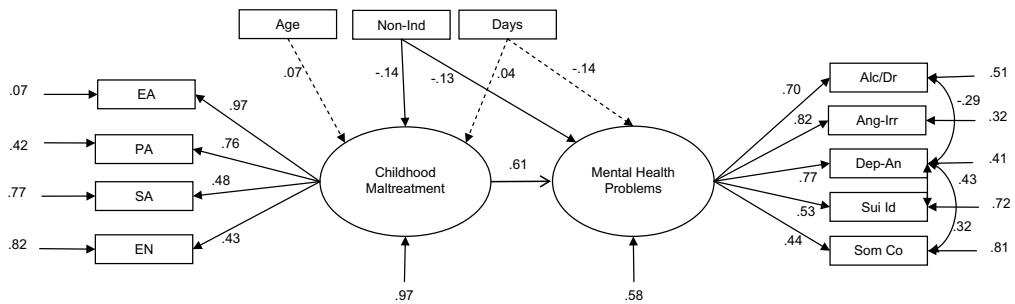 Age
Non-Ind
Days
.07
-.14
-.13
.04
-.14
.07
EA
.97
.42
PA
.76
.77
SA
.48
.82
EN
.43
Childhood
Maltreatment
.61
Mental Health
Problems
.97
.58
.70
Alc/Dr
.51
-.29
.82
Ang-Irr
.32
.77
Dep-An
.41
.43
.53
Sui Id
.72
.32
.44
Som Co
.81